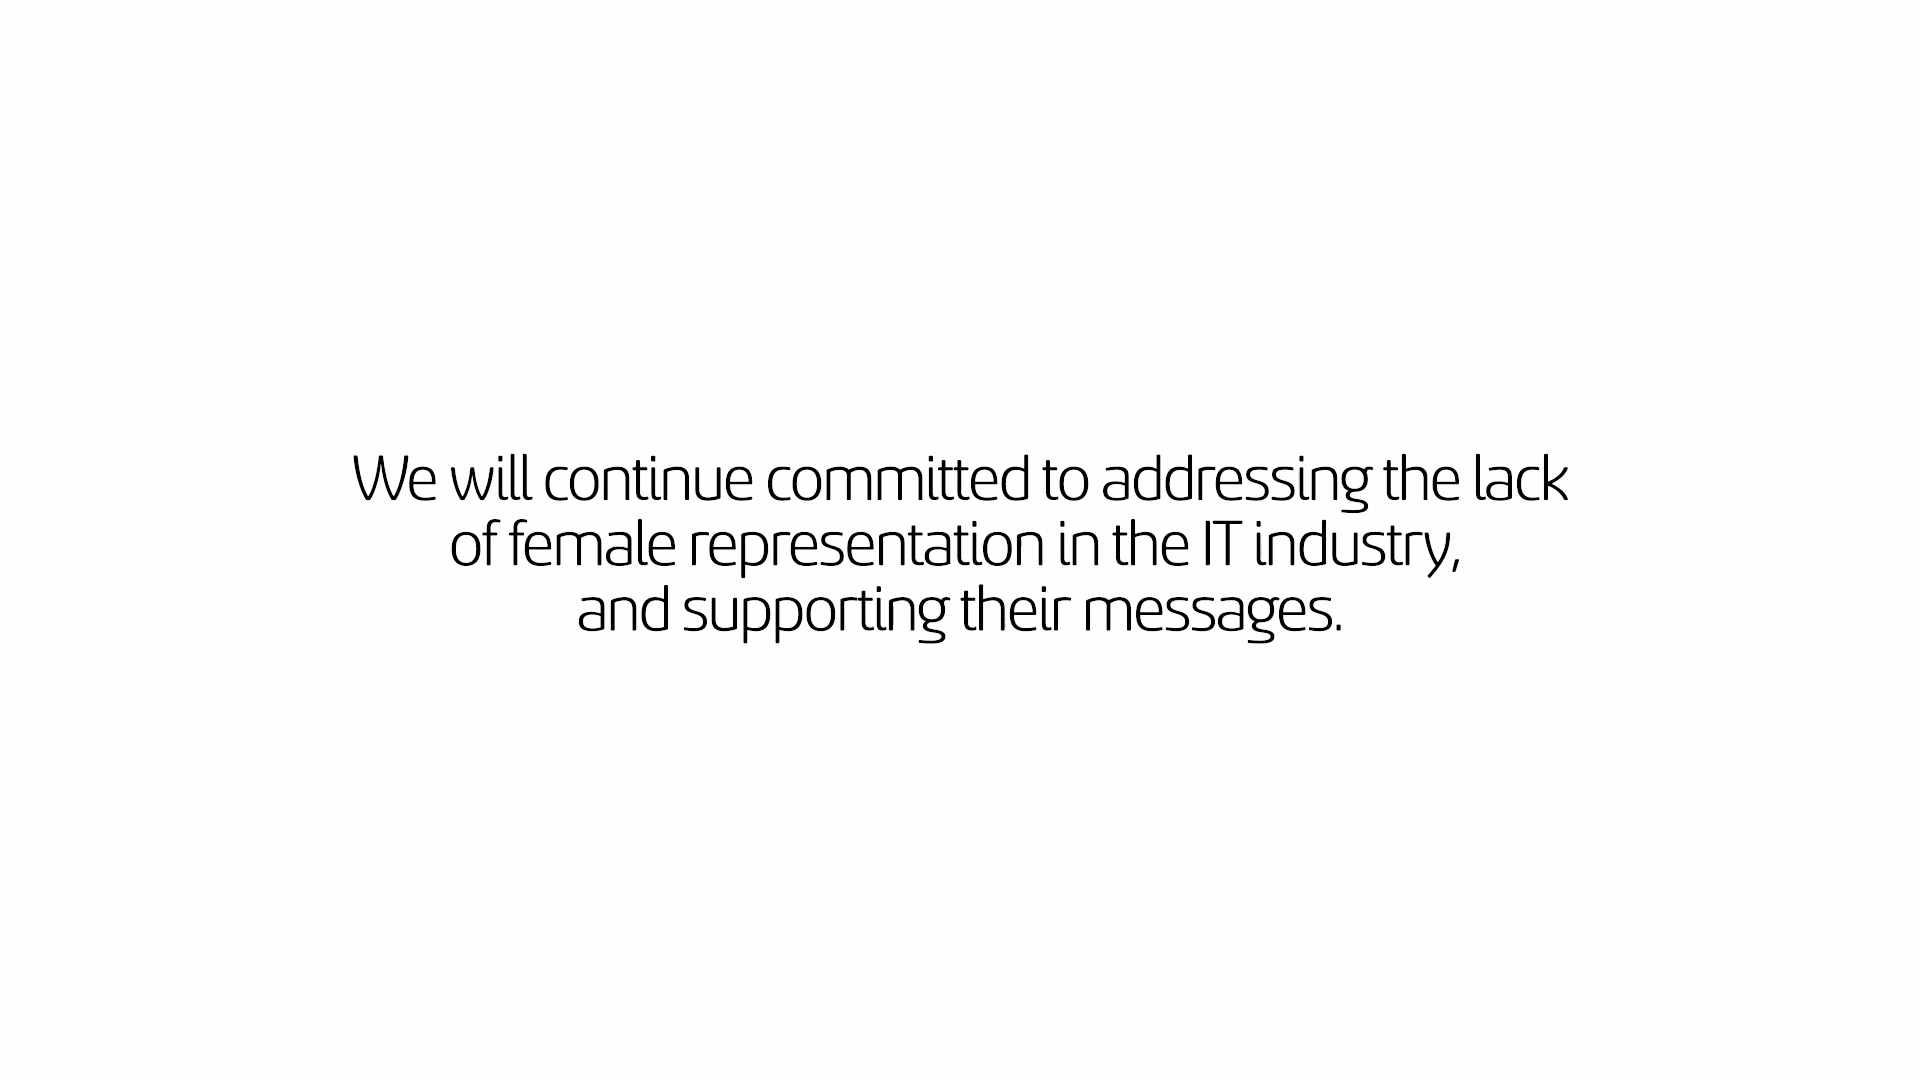 We will continue committed to addressing the lack
of female representation in the IT industry,
and supporting their messages.